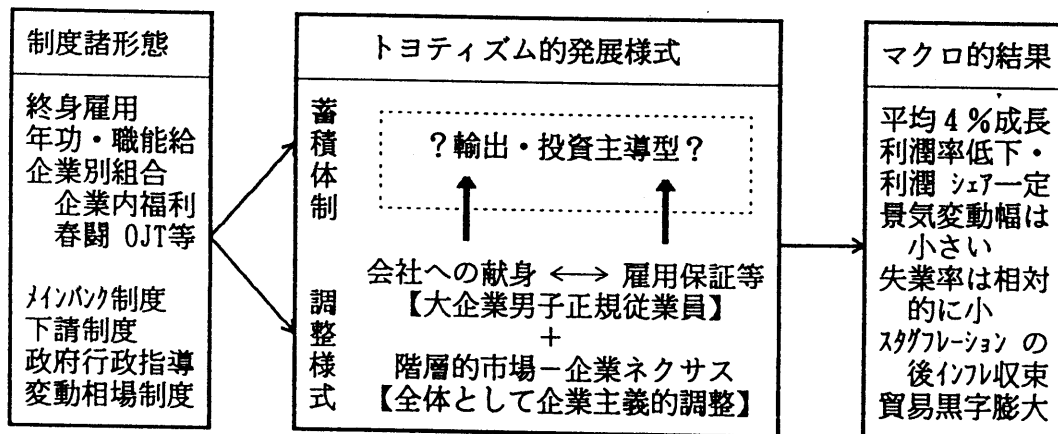 制度諸形態
終身雇用
年功・職能給
企業別組合
企業内福利
春闘 OJT等
メインバンク制度
下請制度
政府行政指導
変動相場制度
トヨティズム的発展様式
蓄積体制
?輸出・投資主導型?
調整様式
会社への献身 ←→ 雇用保証等
【大企業男子正規従業員】
+
階層的市場-企業ネクサス
【全体として企業主義的調整】
マクロ的結果
平均4%成長
利潤率低下・
利潤シェアー定
景気変動幅は
小さい
失業率は相対
的に小
スタグフレーション の
後インフレ収束
貿易黒字膨大